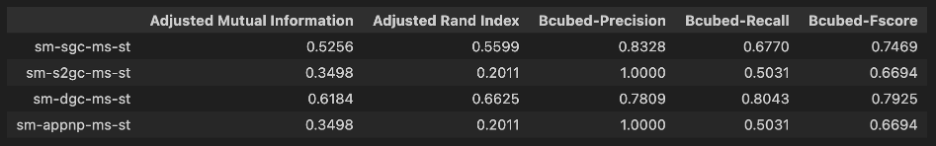 Adjusted Mutual Information Adjusted Rand Index Bcubed-Precision Bcubed-Recall Bcubed-Fscore
sm-sgc-ms-st 0.5256 0.5599 0.8328 0.6770 0.7469
sm-s2gc-ms-st 0.3498 0.2011 1.0000 0.5031 0.6694
sm-dgc-ms-st 0.6184 0.6625 0.7809 0.8043 0.7925
sm-appnp-ms-st 0.3498 0.2011 1.0000 0.5031 0.6694